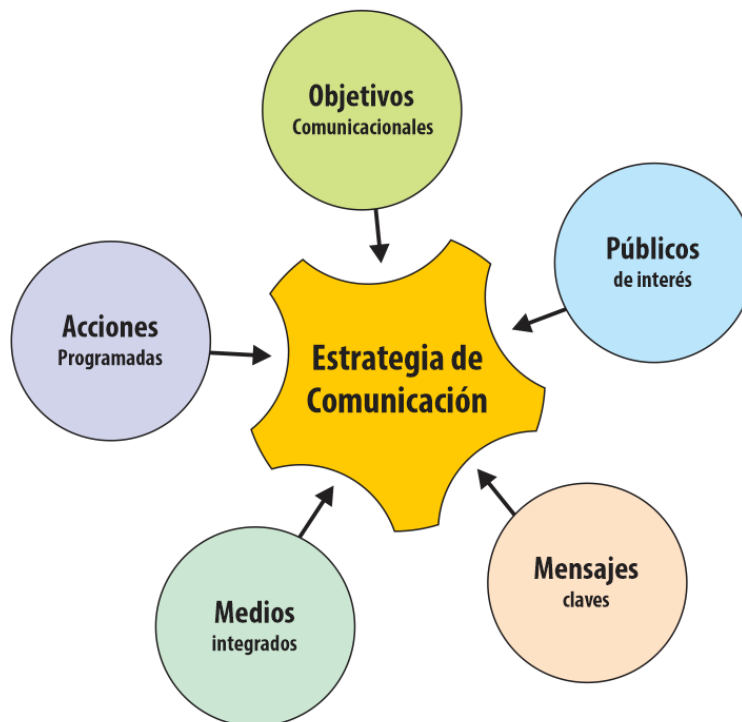 Objetivos
Comunicacionales
Públicos
de interés
Acciones
Programadas
Estrategia de
Comunicación
Mensajes
claves
Medios
integrados